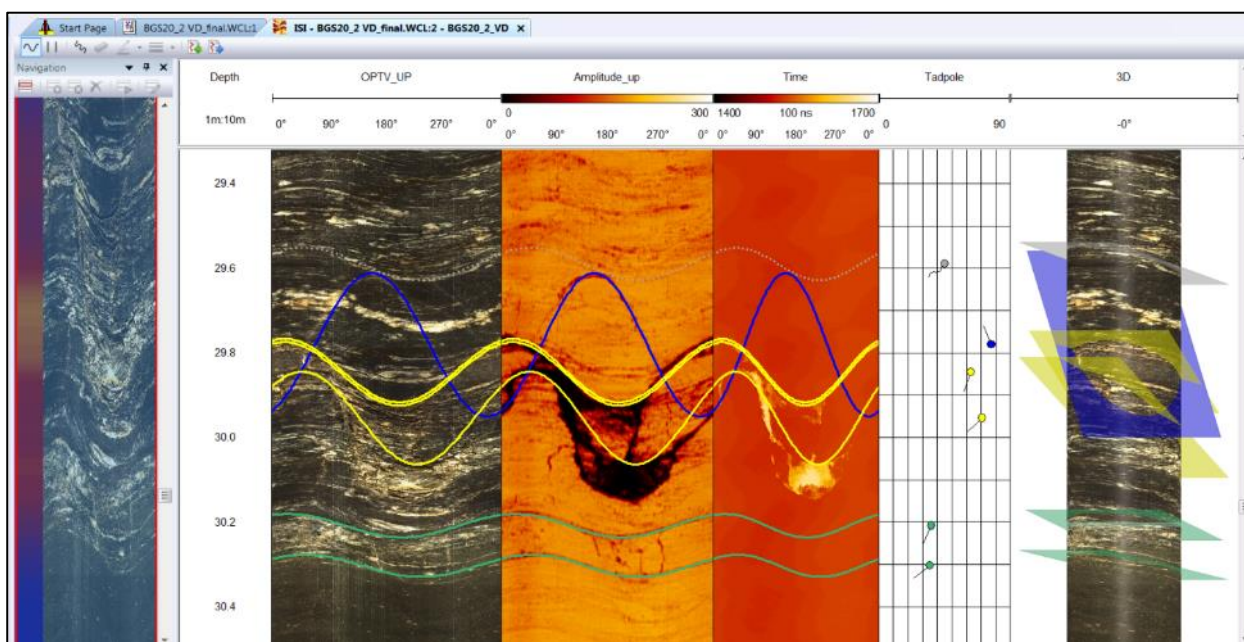 Start Page BGS20_2 VD_final.WCL:1 ISI - BGS20_2 VD_final.WCL:2 - BGS20_2_VD x
Navigation
Depth OPTV_UP Amplitude_up Time Tadpole 3D
0 300 1400 100 ns 1700
1m:10m 0° 90° 180° 270° 0° 0° 90° 180° 270° 0° 0° 90° 180° 270° 0° 0 90 -0°
29.4
29.6
29.8
30.0
30.2
30.4